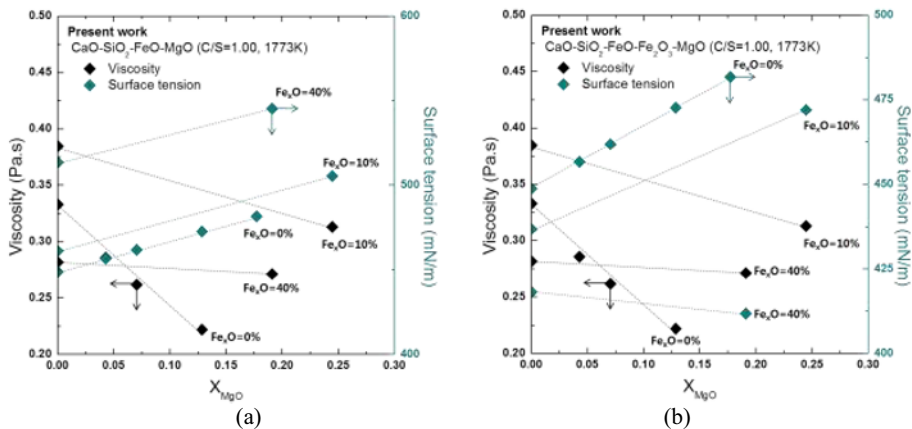 Present work
CaO-SiO₂-FeO-MgO (C/S=1.00, 1773K)
Viscosity
Surface tension
FeₓO=40%
FeₓO=10%
FeₓO=0%
FeₓO=10%
FeₓO=40%
FeₓO=0%
0.50
0.45
0.40
0.35
0.30
0.25
0.20
Viscosity (Pa.s)
600
500
400
Surface tension (mN/m)
0.00 0.05 0.10 0.15 0.20 0.25 0.30
X_MgO
(a)
Present work
CaO-SiO₂-FeO-Fe₂O₃-MgO (C/S=1.00, 1773K)
Viscosity
Surface tension
FeₓO=0%
FeₓO=10%
FeₓO=10%
FeₓO=40%
FeₓO=40%
FeₓO=0%
0.50
0.45
0.40
0.35
0.30
0.25
0.20
Viscosity (Pa.s)
500
475
450
425
400
Surface tension (mN/m)
0.00 0.05 0.10 0.15 0.20 0.25 0.30
X_MgO
(b)